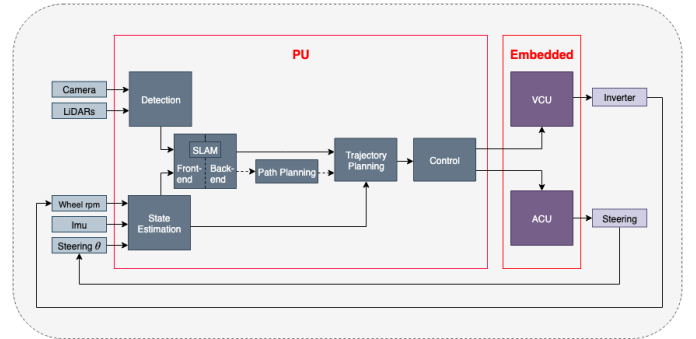 PU
Embedded
Camera
LiDARs
Detection
VCU
Inverter
SLAM
Front-
end
Back-
end
Path Planning
Trajectory
Planning
Control
Wheel rpm
Imu
Steering θ
State
Estimation
ACU
Steering